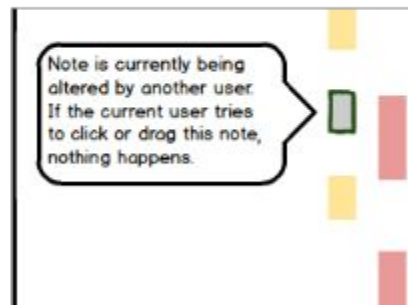 Note is currently being
altered by another user.
If the current user tries
to click or drag this note,
nothing happens.